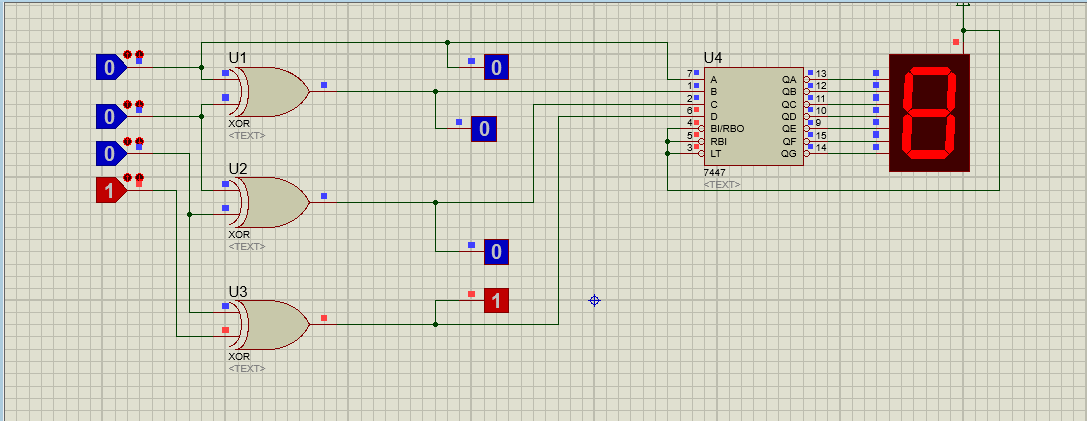 0
0
0
1
U1
XOR
<TEXT>
0
0
U2
XOR
<TEXT>
0
1
U3
XOR
<TEXT>
U4
7 A QA 13
1 B QB 12
2 C QC 11
6 D QD 10
4 BI/RBO QE 9
5 RBI QF 15
3 LT QG 14
7447
<TEXT>
8